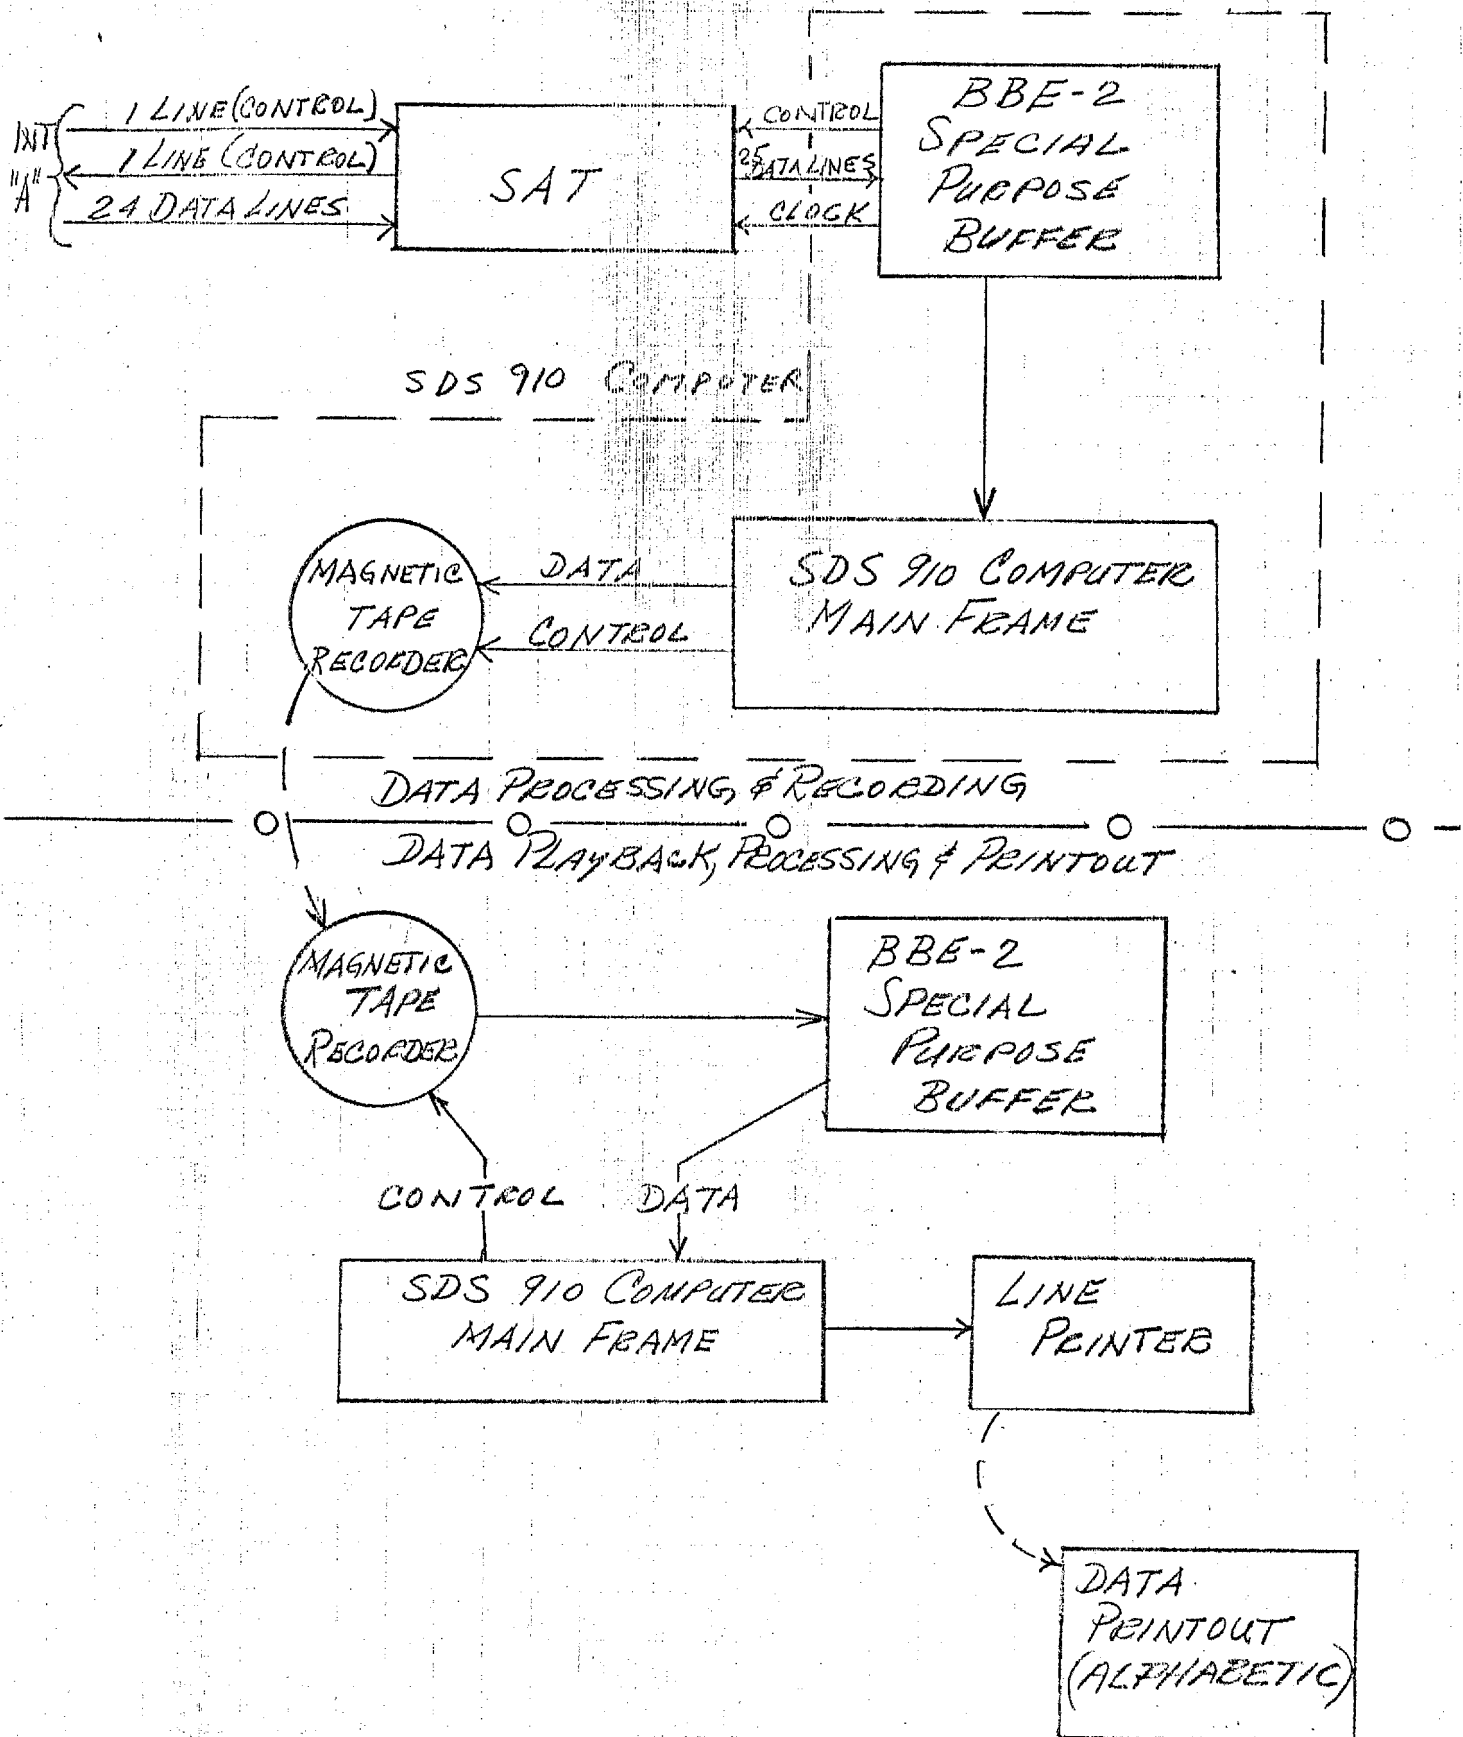 BBE-2
SPECIAL
PURPOSE
BUFFER
INT
"A"
1 LINE (CONTROL)
1 LINE (CONTROL)
24 DATA LINES
SAT
CONTROL
25
DATA LINES
CLOCK
SDS 910 COMPUTER
MAGNETIC
TAPE
RECORDER
DATA
CONTROL
SDS 910 COMPUTER
MAIN FRAME
DATA PROCESSING, & RECORDING
DATA PLAYBACK, PROCESSING & PRINTOUT
MAGNETIC
TAPE
RECORDER
BBE-2
SPECIAL
PURPOSE
BUFFER
CONTROL
DATA
SDS 910 COMPUTER
MAIN FRAME
LINE
PRINTER
DATA
PRINTOUT
(ALPHABETIC)